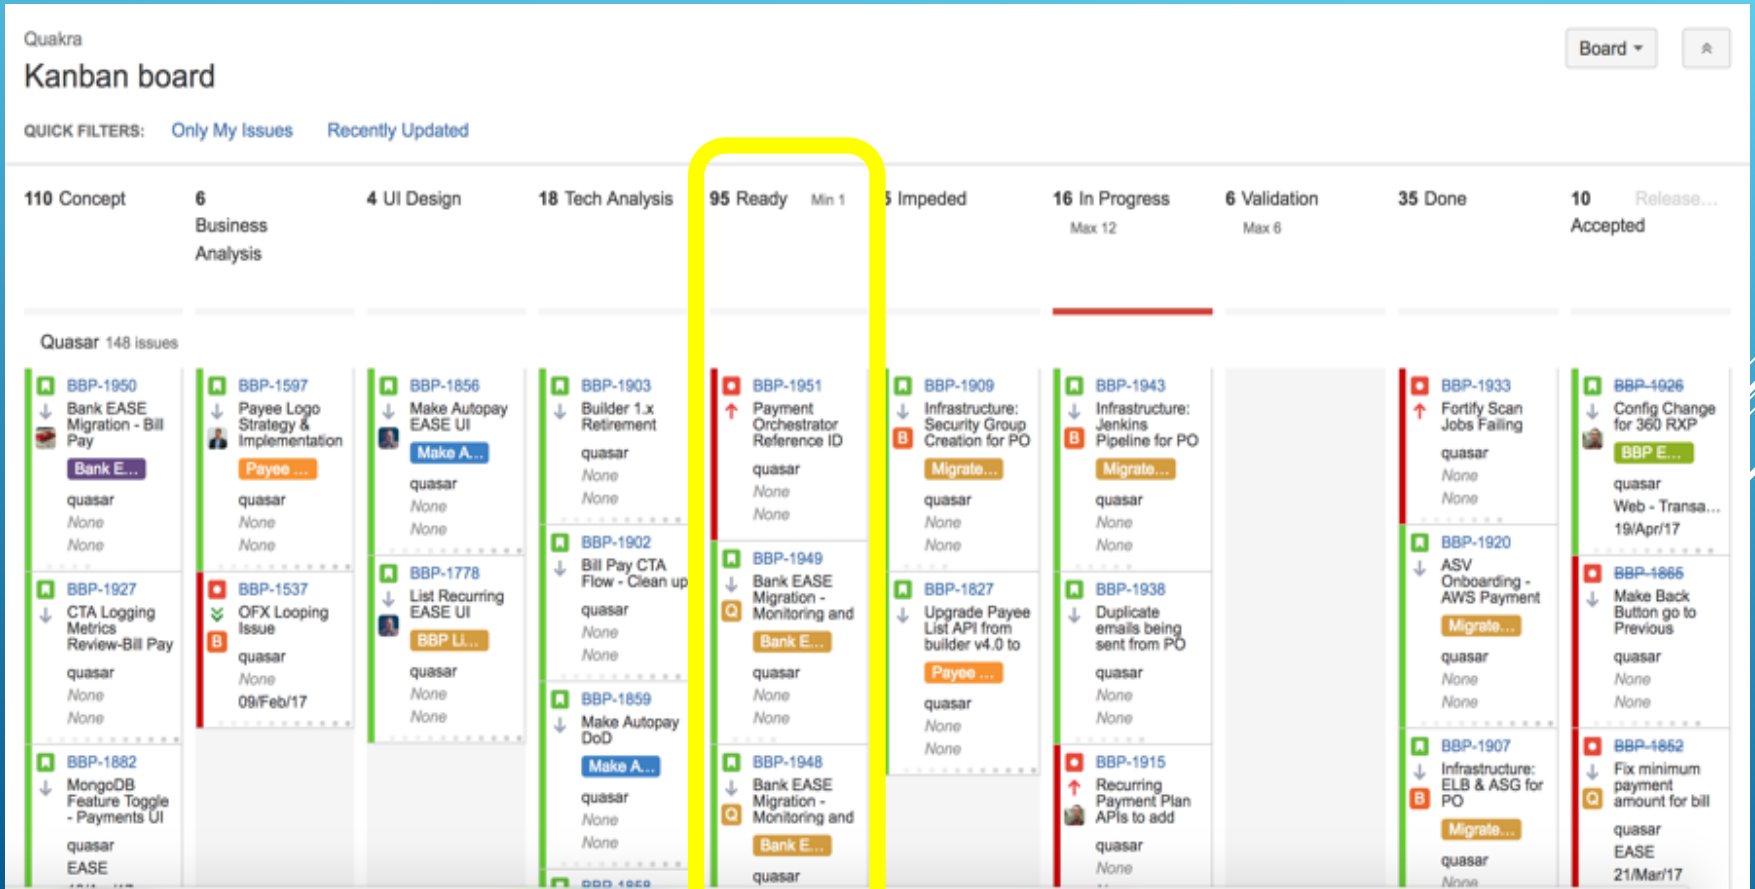 Quakra
Kanban board
Board
QUICK FILTERS: Only My Issues Recently Updated
110 Concept
6
Business
Analysis
4 UI Design
18 Tech Analysis
95 Ready Min 1
Impeded
16 In Progress
Max 12
6 Validation
Max 6
35 Done
10 Release...
Accepted
Quasar 148 issues
BBP-1950
Bank EASE
Migration - Bill
Pay
Bank E...
quasar
None
None
BBP-1927
CTA Logging
Metrics
Review-Bill Pay
quasar
None
None
BBP-1882
MongoDB
Feature Toggle
- Payments UI
quasar
EASE
BBP-1597
Payee Logo
Strategy &
Implementation
Payee ...
quasar
None
None
BBP-1537
OFX Looping
Issue
B
quasar
None
09/Feb/17
BBP-1856
Make Autopay
EASE UI
Make A...
quasar
None
None
BBP-1778
List Recurring
EASE UI
BBP Li...
quasar
None
None
BBP-1903
Builder 1.x
Retirement
quasar
None
None
BBP-1902
Bill Pay CTA
Flow - Clean up
quasar
None
None
BBP-1859
Make Autopay
DoD
Make A...
quasar
None
None
BBP-1951
Payment
Orchestrator
Reference ID
quasar
None
None
BBP-1949
Bank EASE
Migration -
Q Monitoring and
Bank E...
quasar
None
None
BBP-1948
Bank EASE
Migration -
Q Monitoring and
Bank E...
quasar
BBP-1909
Infrastructure:
Security Group
B Creation for PO
Migrate...
quasar
None
None
BBP-1827
Upgrade Payee
List API from
builder v4.0 to
Payee ...
quasar
None
None
BBP-1943
Infrastructure:
Jenkins
B Pipeline for PO
Migrate...
quasar
None
None
BBP-1938
Duplicate
emails being
sent from PO
quasar
None
None
BBP-1915
Recurring
Payment Plan
APIs to add
quasar
None
BBP-1933
Fortify Scan
Jobs Failing
quasar
None
None
BBP-1920
ASV
Onboarding -
AWS Payment
Migrate...
quasar
None
None
BBP-1907
Infrastructure:
ELB & ASG for
B PO
Migrate...
quasar
None
BBP-1926
Config Change
for 360 RXP
BBP E...
quasar
Web - Transa...
19/Apr/17
BBP-1865
Make Back
Button go to
Previous
quasar
None
None
BBP-1852
Fix minimum
payment
Q amount for bill
quasar
EASE
21/Mar/17